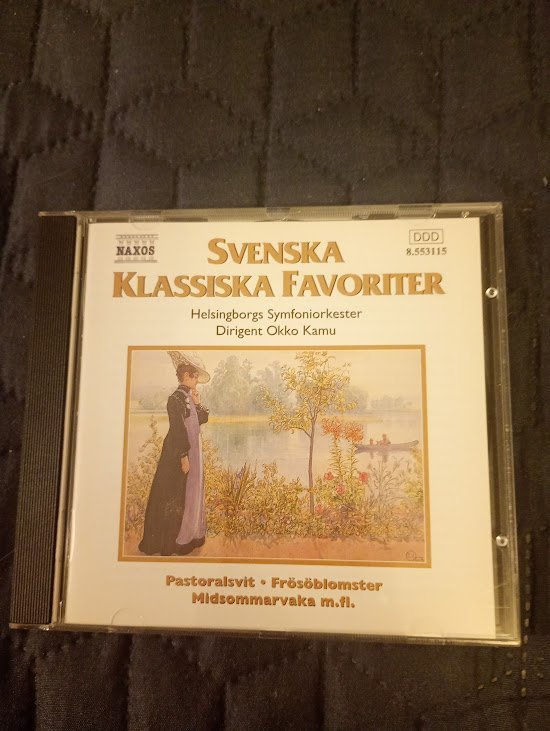 NAXOS
DDD
8.553115
SVENSKA
KLASSISKA FAVORITER
Helsingborgs Symfoniorkester
Dirigent Okko Kamu
Pastoralsvit • Frösöblomster
Midsommarvaka m.fl.